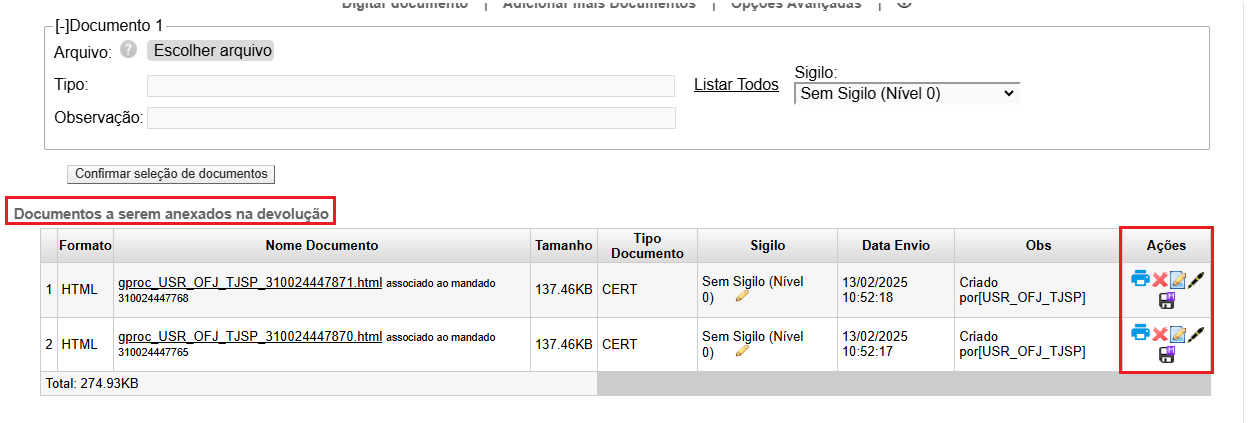 Digitar documento | Adicionar mais Documentos | Opções Avançadas |
[-]Documento 1
Arquivo: ? Escolher arquivo
Sigilo:
Tipo: Listar Todos Sem Sigilo (Nível 0)
Observação:
Confirmar seleção de documentos
Documentos a serem anexados na devolução
Formato Nome Documento Tamanho Tipo Documento Sigilo Data Envio Obs Ações
1 HTML gproc_USR_OFJ_TJSP_310024447871.html associado ao mandado 137.46KB CERT Sem Sigilo (Nível 13/02/2025 Criado
310024447768 0) 10:52:18 por[USR_OFJ_TJSP]
2 HTML gproc_USR_OFJ_TJSP_310024447870.html associado ao mandado 137.46KB CERT Sem Sigilo (Nível 13/02/2025 Criado
310024447765 0) 10:52:17 por[USR_OFJ_TJSP]
Total: 274.93KB